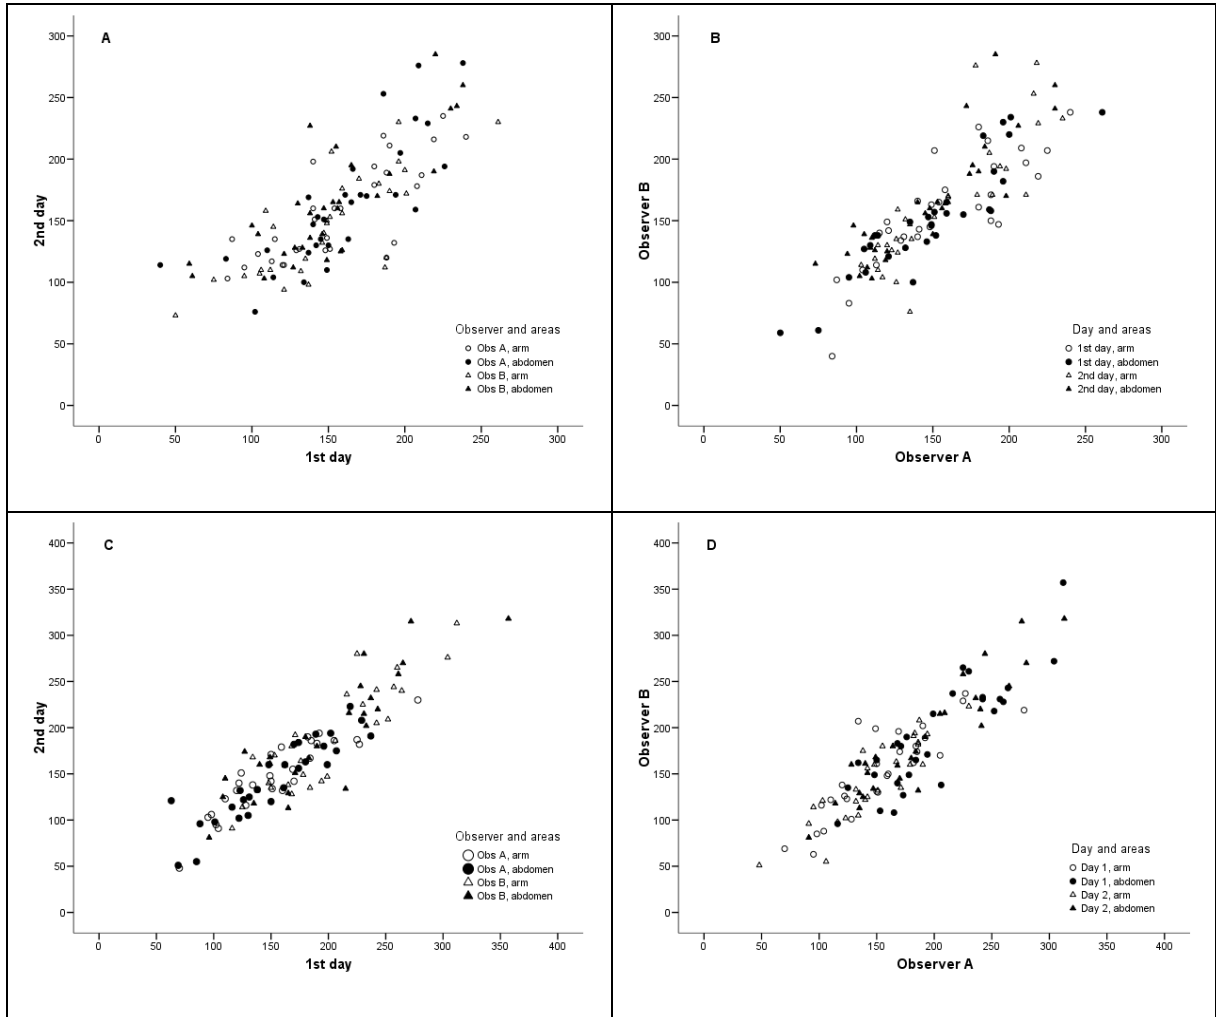 A
2nd day
300
250
200
150
100
50
0
Observer and areas
Obs A, arm
Obs A, abdomen
Obs B, arm
Obs B, abdomen
0 50 100 150 200 250 300
1st day
B
Observer B
300
250
200
150
100
50
0
Day and areas
1st day, arm
1st day, abdomen
2nd day, arm
2nd day, abdomen
0 50 100 150 200 250 300
Observer A
C
2nd day
400
350
300
250
200
150
100
50
0
Observer and areas
Obs A, arm
Obs A, abdomen
Obs B, arm
Obs B, abdomen
0 50 100 150 200 250 300 350 400
1st day
D
Observer B
400
350
300
250
200
150
100
50
0
Day and areas
Day 1, arm
Day 1, abdomen
Day 2, arm
Day 2, abdomen
0 50 100 150 200 250 300 350 400
Observer A